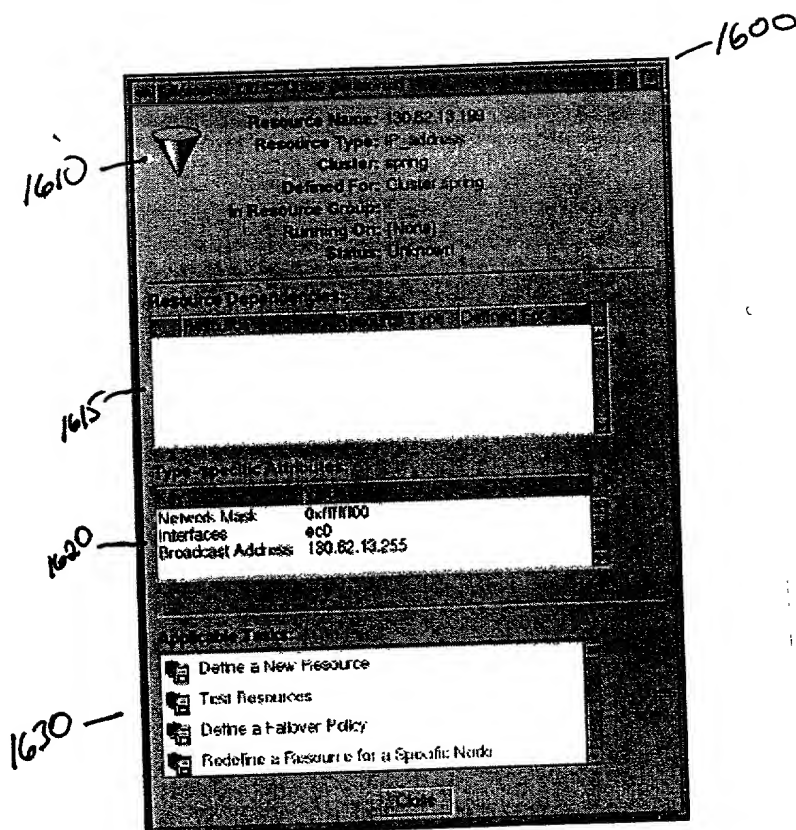 1600
1610
Resource Name: 130.62.13.199
Resource Type: IP_address
Cluster: spring
Defined For: Cluster spring
In Resource Group:
Running On: (None)
Status: Unknown
Resource Dependencies:
1615
Type-specific Attributes:
Network Mask 0xffffff00
Interfaces ec0
Broadcast Address 130.62.13.255
1620
Applicable Tasks:
Define a New Resource
Test Resources
Define a Failover Policy
Redefine a Resource for a Specific Node
1630
Close